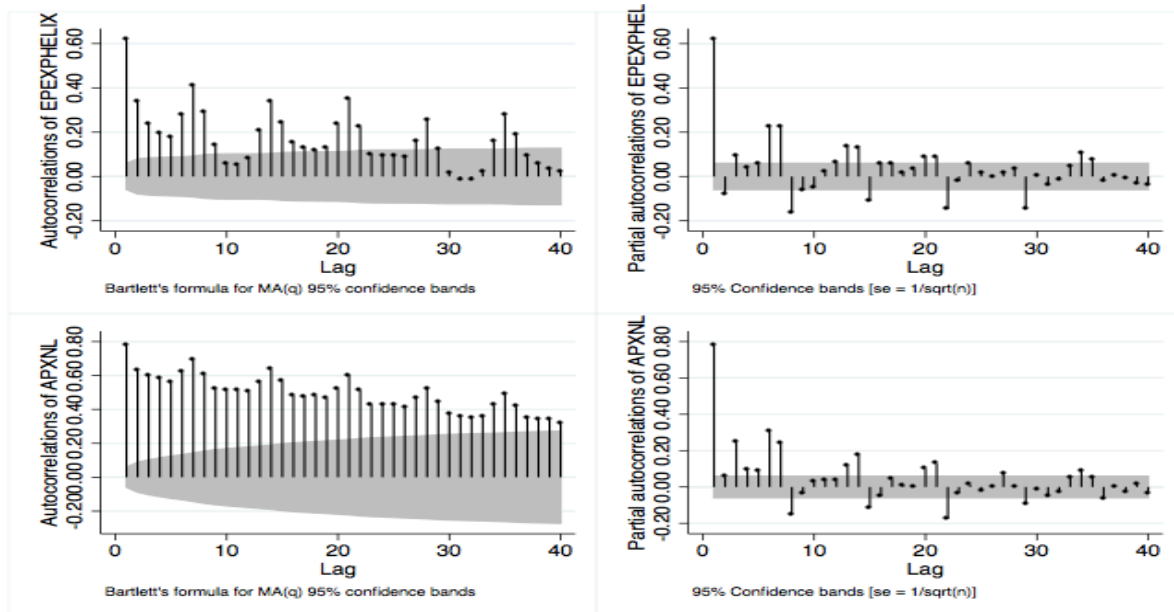 Autocorrelations of EPEXPHELIX
-0.20 0.00 0.20 0.40 0.60
0 10 20 30 40
Lag
Bartlett's formula for MA(q) 95% confidence bands
Partial autocorrelations of EPEXPHEL
-0.20 0.00 0.20 0.40 0.60
0 10 20 30 40
Lag
95% Confidence bands [se = 1/sqrt(n)]
Autocorrelations of APXNL
-0.200.00 0.20 0.40 0.60 0.80
0 10 20 30 40
Lag
Bartlett's formula for MA(q) 95% confidence bands
Partial autocorrelations of APXNL
-0.20 0.00 0.20 0.40 0.60 0.80
0 10 20 30 40
Lag
95% Confidence bands [se = 1/sqrt(n)]